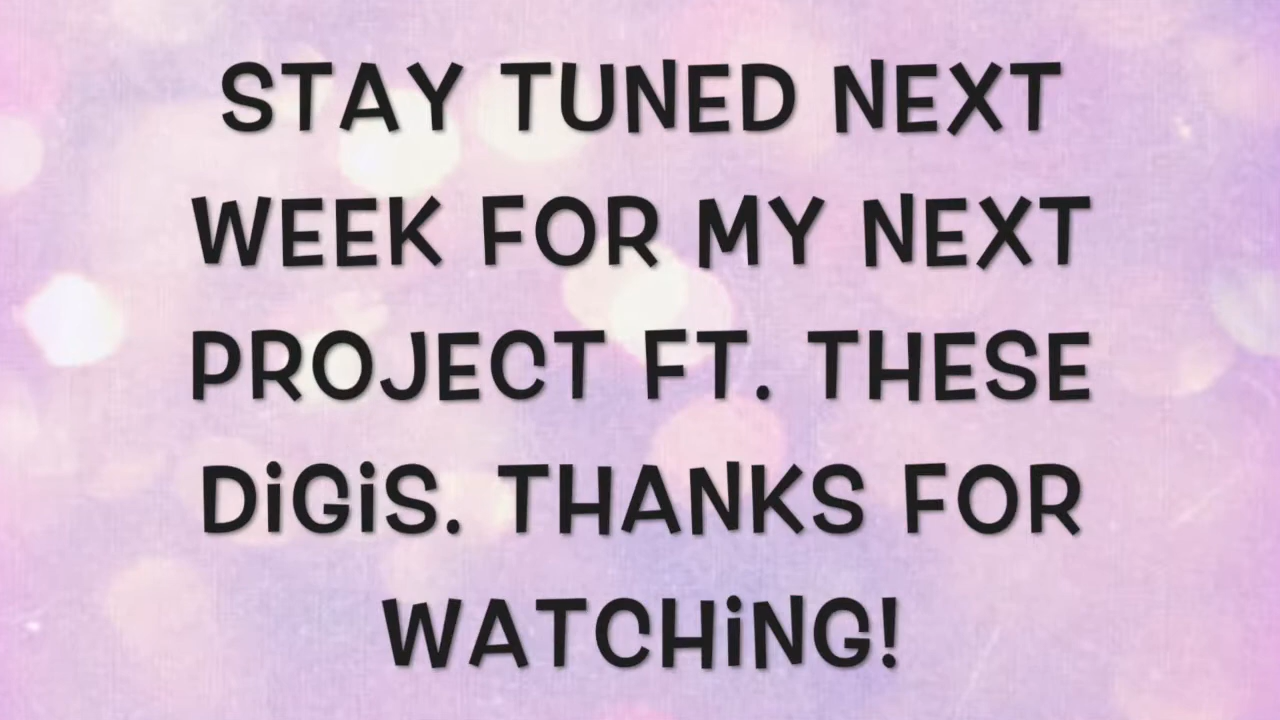 STAY TUNED NEXT
WEEK FOR MY NEXT
PROJECT FT. THESE
DiGiS. THANKS FOR
WATCHiNG!